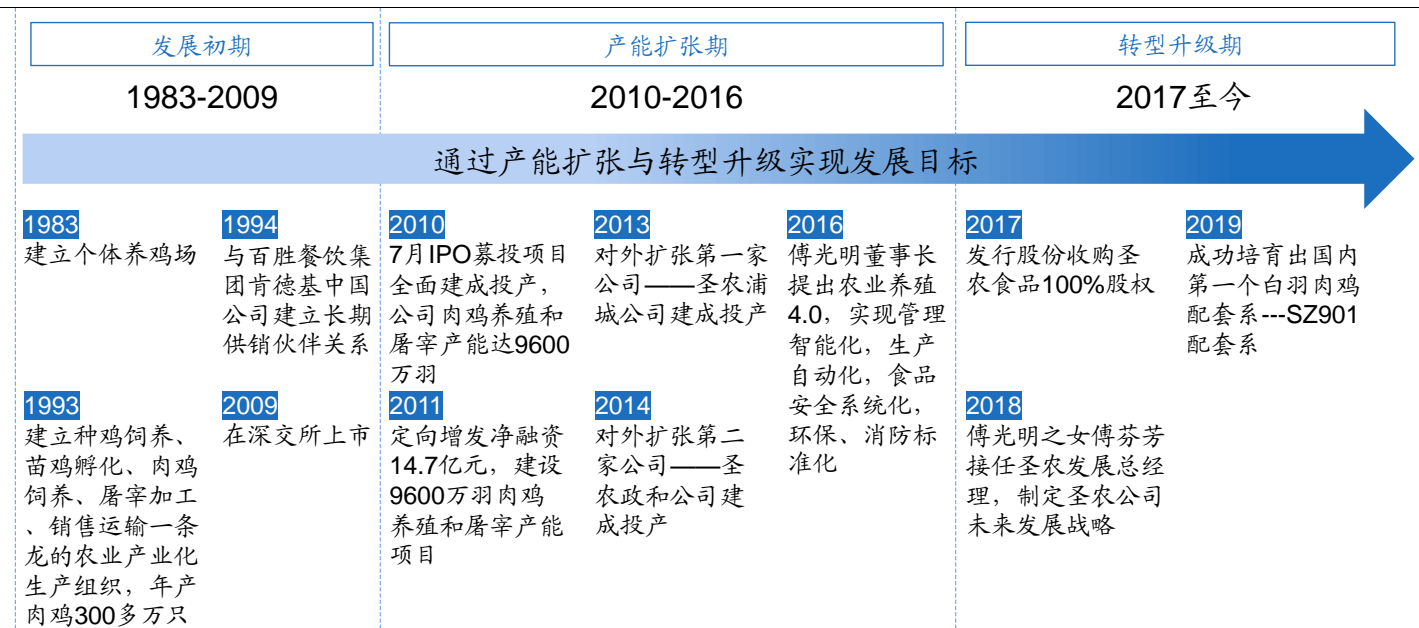 发展初期
1983-2009
产能扩张期
2010-2016
转型升级期
2017至今
通过产能扩张与转型升级实现发展目标
1983
建立个体养鸡场
1993
建立种鸡饲养、
苗鸡孵化、肉鸡
饲养、屠宰加工
、销售运输一条
龙的农业产业化
生产组织，年产
肉鸡300多万只
1994
与百胜餐饮集
团肯德基中国
公司建立长期
供销伙伴关系
2009
在深交所上市
2010
7月IPO募投项目
全面建成投产，
公司肉鸡养殖和
屠宰产能达9600
万羽
2011
定向增发净融资
14.7亿元，建设
9600万羽肉鸡
养殖和屠宰产能
项目
2013
对外扩张第一家
公司——圣农浦
城公司建成投产
2014
对外扩张第二
家公司——圣
农政和公司建
成投产
2016
傅光明董事长
提出农业养殖
4.0，实现管理
智能化，生产
自动化，食品
安全系统化，
环保、消防标
准化
2017
发行股份收购圣
农食品100%股权
2018
傅光明之女傅芬芳
接任圣农发展总经
理，制定圣农公司
未来发展战略
2019
成功培育出国内
第一个白羽肉鸡
配套系---SZ901
配套系